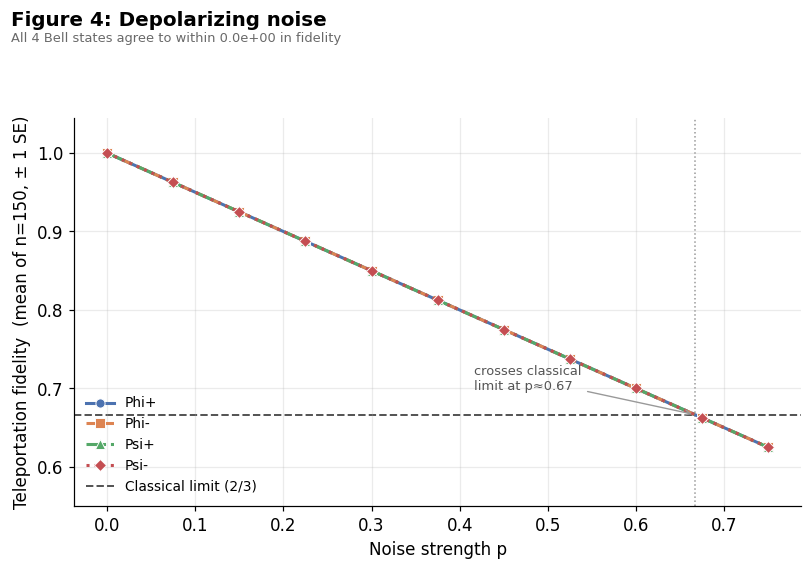 Figure 4: Depolarizing noise
All 4 Bell states agree to within 0.0e+00 in fidelity
Teleportation fidelity  (mean of n=150, ± 1 SE)
1.0
0.9
0.8
0.7
0.6
crosses classical
limit at p≈0.67
Phi+
Phi-
Psi+
Psi-
Classical limit (2/3)
0.0 0.1 0.2 0.3 0.4 0.5 0.6 0.7
Noise strength p